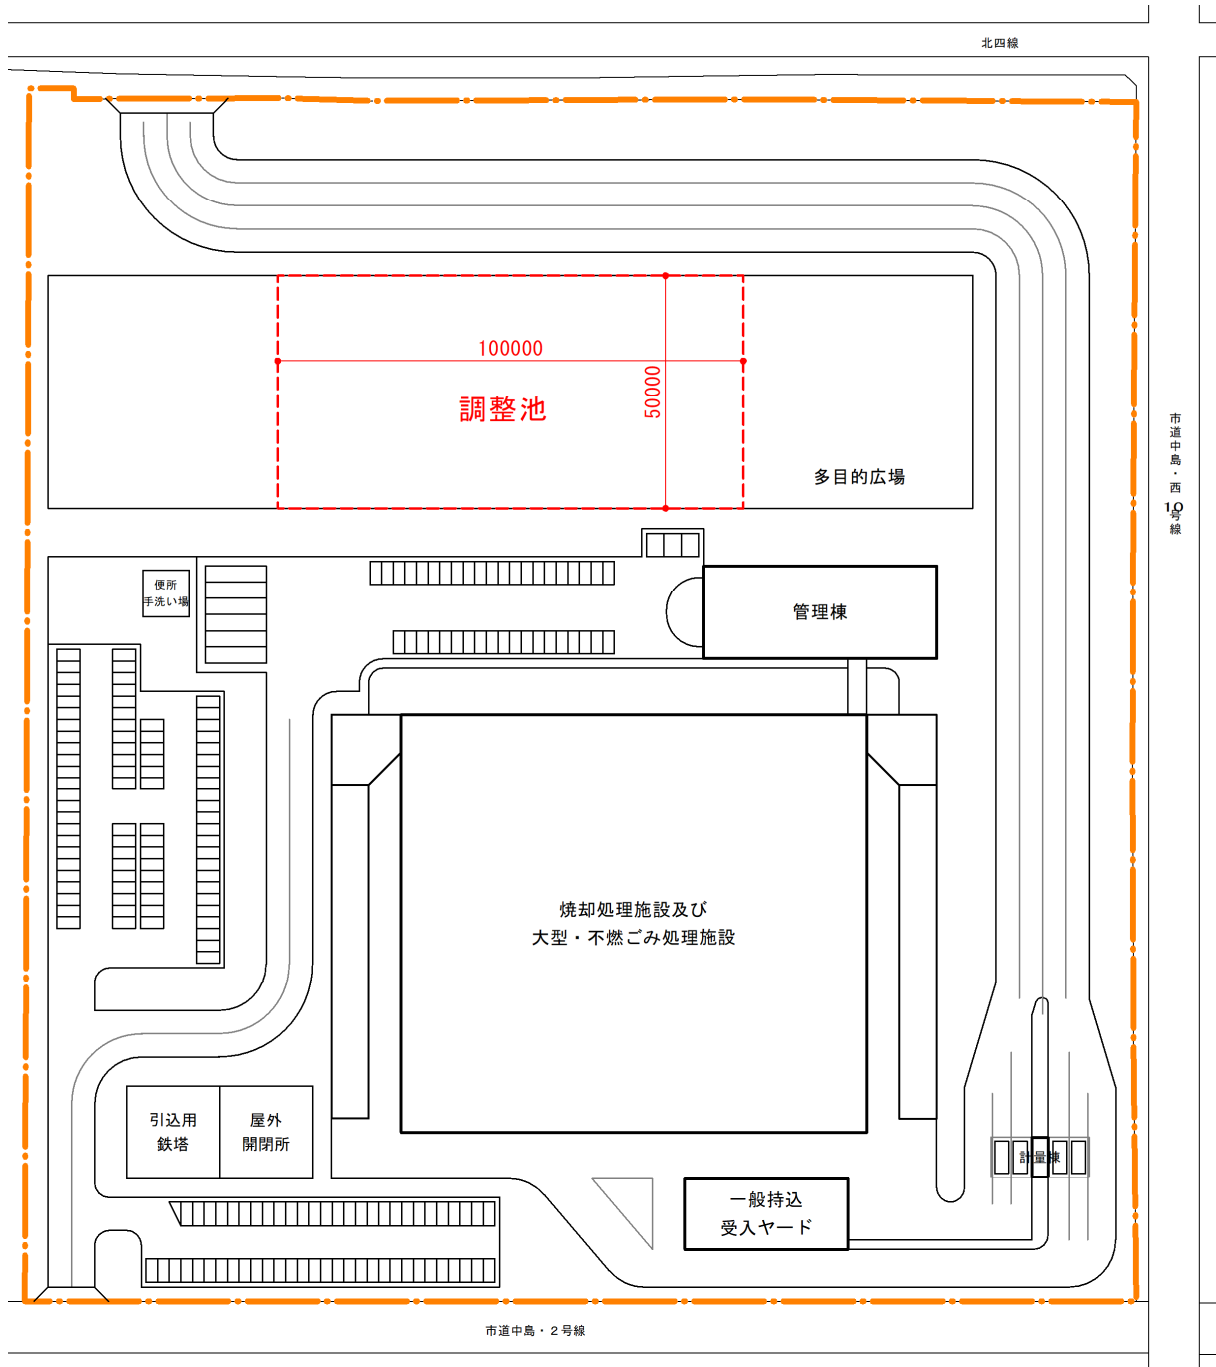 北四線
100000
50000
調整池
多目的広場
市道中島・西10号線
便所
手洗い場
管理棟
焼却処理施設及び
大型・不燃ごみ処理施設
引込用
鉄塔
屋外
開閉所
計量棟
一般持込
受入ヤード
市道中島・2号線